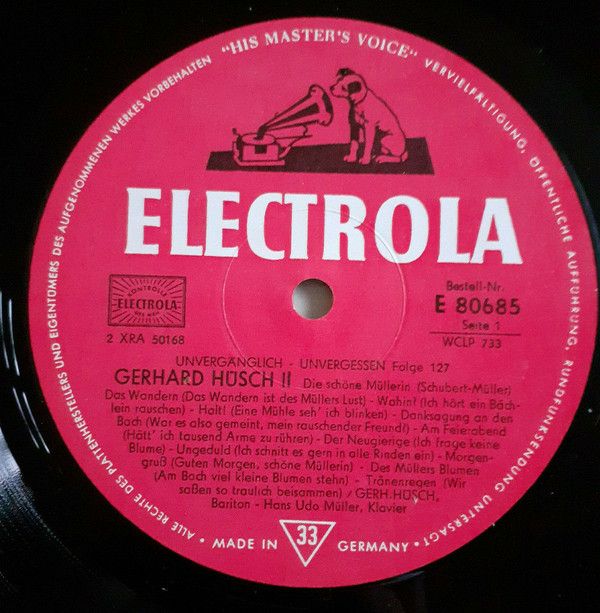 "HIS MASTER'S VOICE"
VERVIELFÄLTIGUNG, ÖFFENTLICHE AUFFÜHRUNG, RUNDFUNKSENDUNG UNTERSAGT •
ALLE RECHTE DES PLATTENHERSTELLERS UND EIGENTÜMERS DES AUFGENOMMENEN WERKES VORBEHALTEN
ELECTROLA
KONTROLLE
ELECTROLA
2 XRA 50168
Bestell-Nr.
E 80685
Seite 1
WCLP 733
UNVERGÄNGLICH - UNVERGESSEN Folge 127
GERHARD HÜSCH II Die schöne Müllerin (Schubert-Müller)
Das Wandern (Das Wandern ist des Müllers Lust) - Wohin? (Ich hört ein Bäch-
lein rauschen) - Halt! (Eine Mühle seh' ich blinken) - Danksagung an den
Bach (War es also gemeint, mein rauschender Freund?) - Am Feierabend
(Hätt' ich tausend Arme zu rühren) - Der Neugierige (Ich frage keine
Blume) - Ungeduld (Ich schnitt es gern in alle Rinden ein) - Morgen-
gruß (Guten Morgen, schöne Müllerin) - Des Müllers Blumen
(Am Bach viel kleine Blumen stehn) - Tränenregen (Wir
saßen so traulich beisammen) / GERH. HÜSCH,
Bariton - Hans Udo Müller, Klavier
33
MADE IN GERMANY •